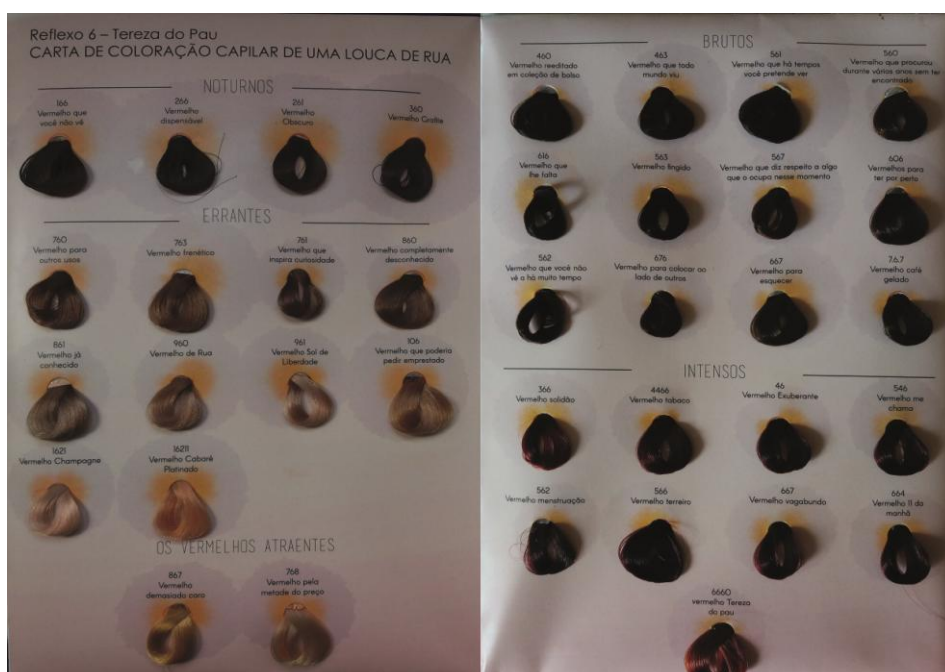 Reflexo 6 – Tereza do Pau
CARTA DE COLORAÇÃO CAPILAR DE UMA LOUCA DE RUA
NOTURNOS
166
Vermelho que
você não vê
266
Vermelho
dispensável
261
Vermelho
Obscuro
360
Vermelho Grafite
ERRANTES
760
Vermelho para
outros usos
763
Vermelho frenético
761
Vermelho que
inspira curiosidade
860
Vermelho completamente
desconhecido
861
Vermelho já
conhecido
960
Vermelho de Rua
961
Vermelho Sol de
Liberdade
106
Vermelho que poderia
pedir emprestado
1621
Vermelho Champagne
16211
Vermelho Cabaré
Platinado
OS VERMELHOS ATRAENTES
867
Vermelho
demasiado caro
768
Vermelho pela
metade do preço
BRUTOS
460
Vermelho reeditado
em coleção de bolso
463
Vermelho que todo
mundo viu
561
Vermelho que há tempos
você pretende ver
560
Vermelho que procurou
durante vários anos sem ter
encontrado
616
Vermelho que
lhe falta
563
Vermelho fingido
567
Vermelho que diz respeito a algo
que o ocupa nesse momento
606
Vermelhos para
ter por perto
562
Vermelho que você não
vê a há muito tempo
676
Vermelho para colocar ao
lado de outros
667
Vermelho para
esquecer
7.6.7
Vermelho café
gelado
INTENSOS
366
Vermelho solidão
4466
Vermelho tabaco
46
Vermelho Exuberante
546
Vermelho me
chama
562
Vermelho menstruação
566
Vermelho terreiro
667
Vermelho vagabundo
664
Vermelho 11 da
manhã
6660
vermelho Tereza
do pau